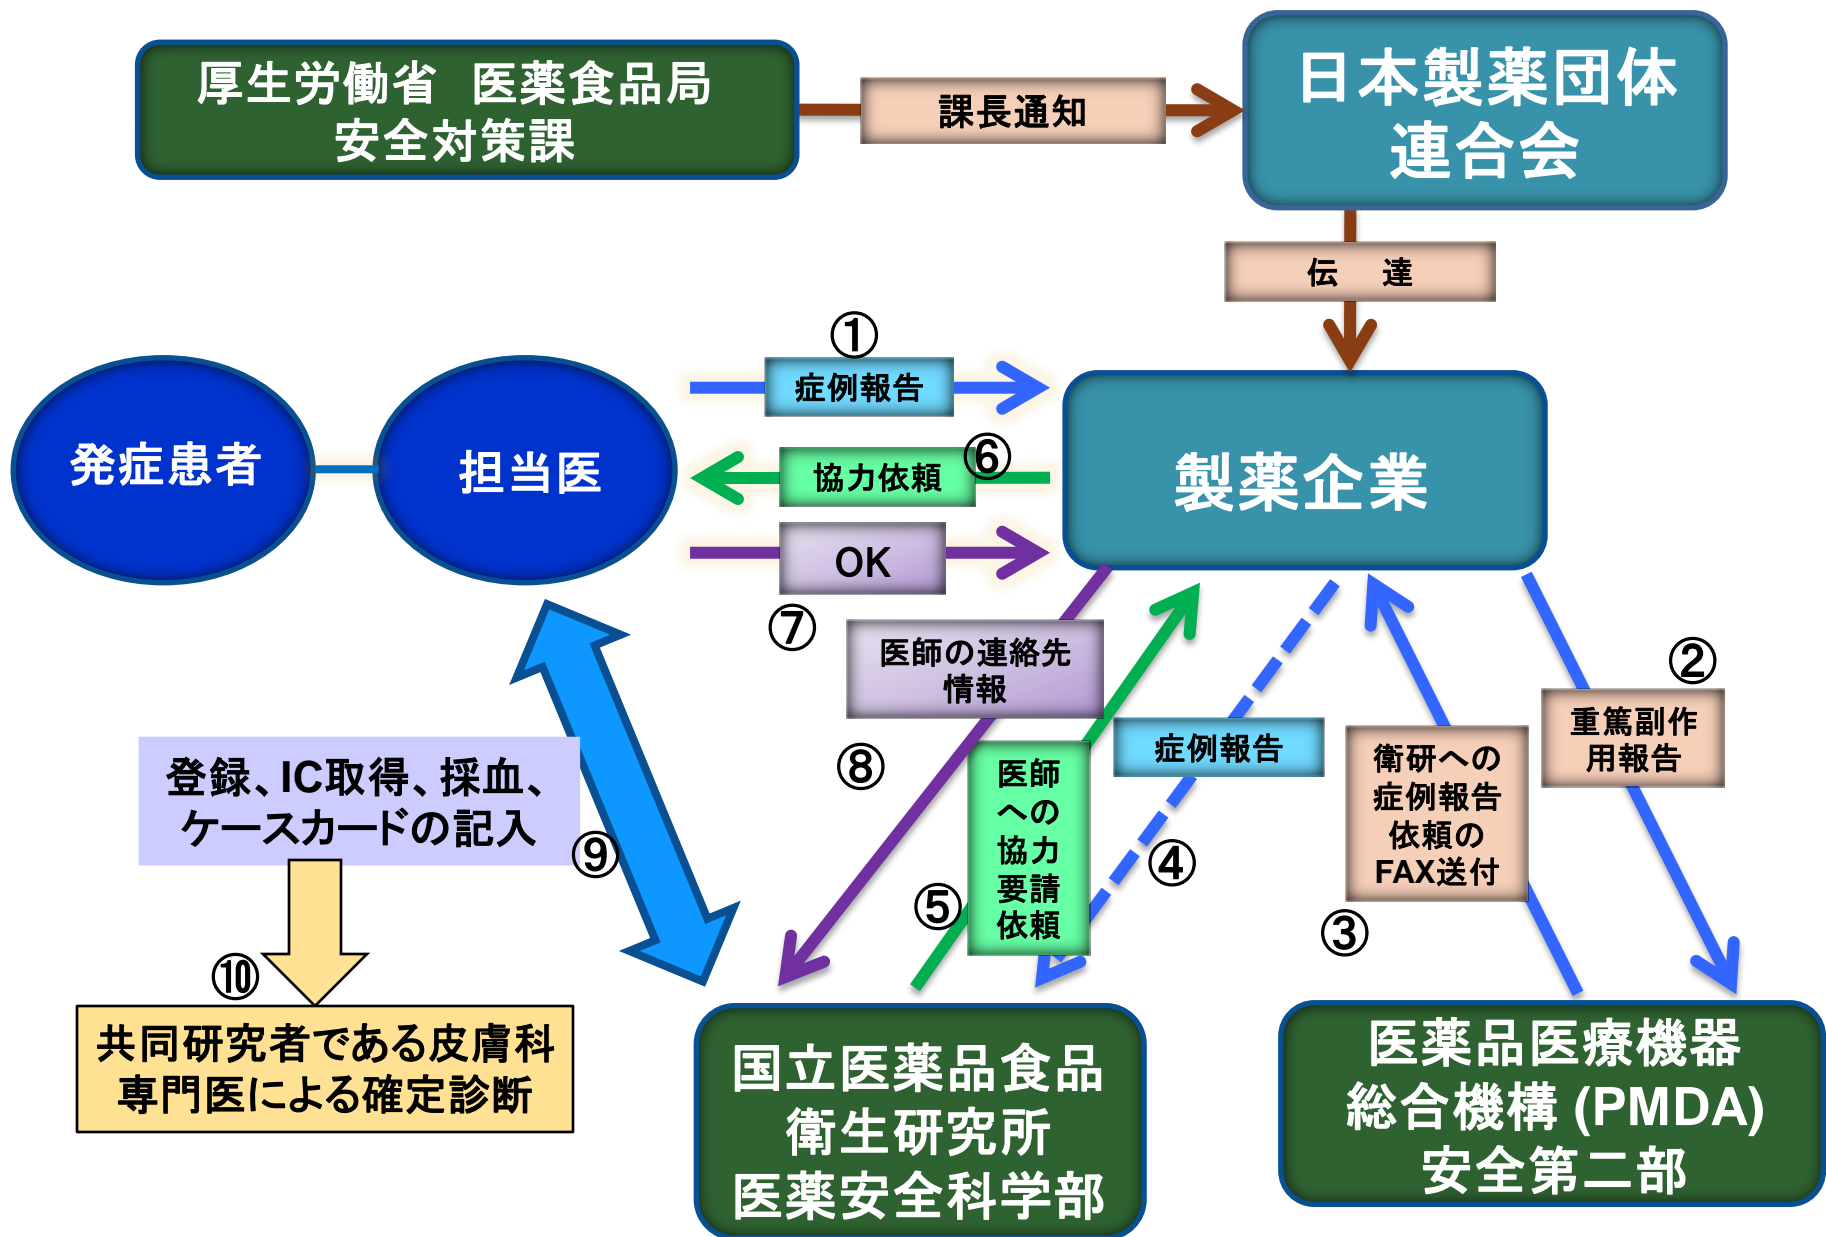 厚生労働省　医薬食品局
安全対策課
課長通知
日本製薬団体
連合会
伝　達
①
症例報告
発症患者
担当医
⑥
協力依頼
製薬企業
OK
⑦
医師の連絡先
情報
⑧
②
重篤副作
用報告
症例報告
④
衛研への
症例報告
依頼の
FAX送付
③
医師
への
協力
要請
依頼
⑤
登録、IC取得、採血、
ケースカードの記入
⑨
⑩
共同研究者である皮膚科
専門医による確定診断
国立医薬品食品
衛生研究所
医薬安全科学部
医薬品医療機器
総合機構 (PMDA)
安全第二部